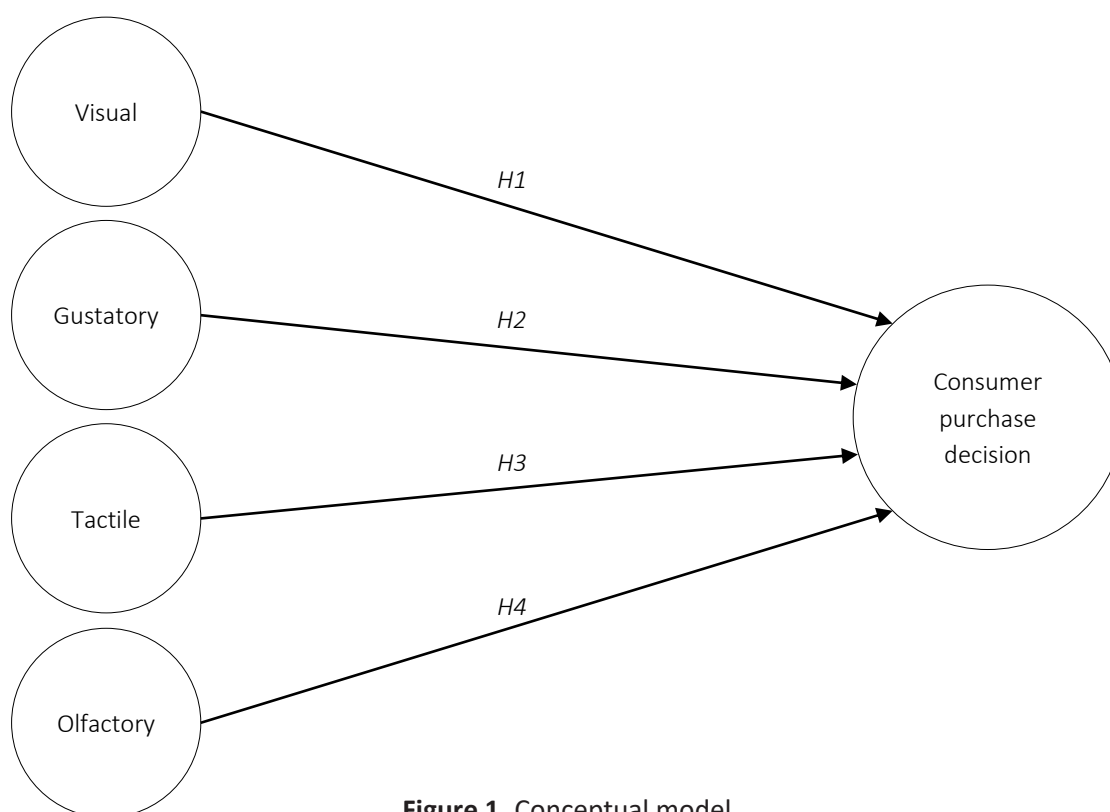 Visual
H1
Gustatory
H2
Consumer
purchase
decision
Tactile
H3
H4
Olfactory
Figure 1. Conceptual model